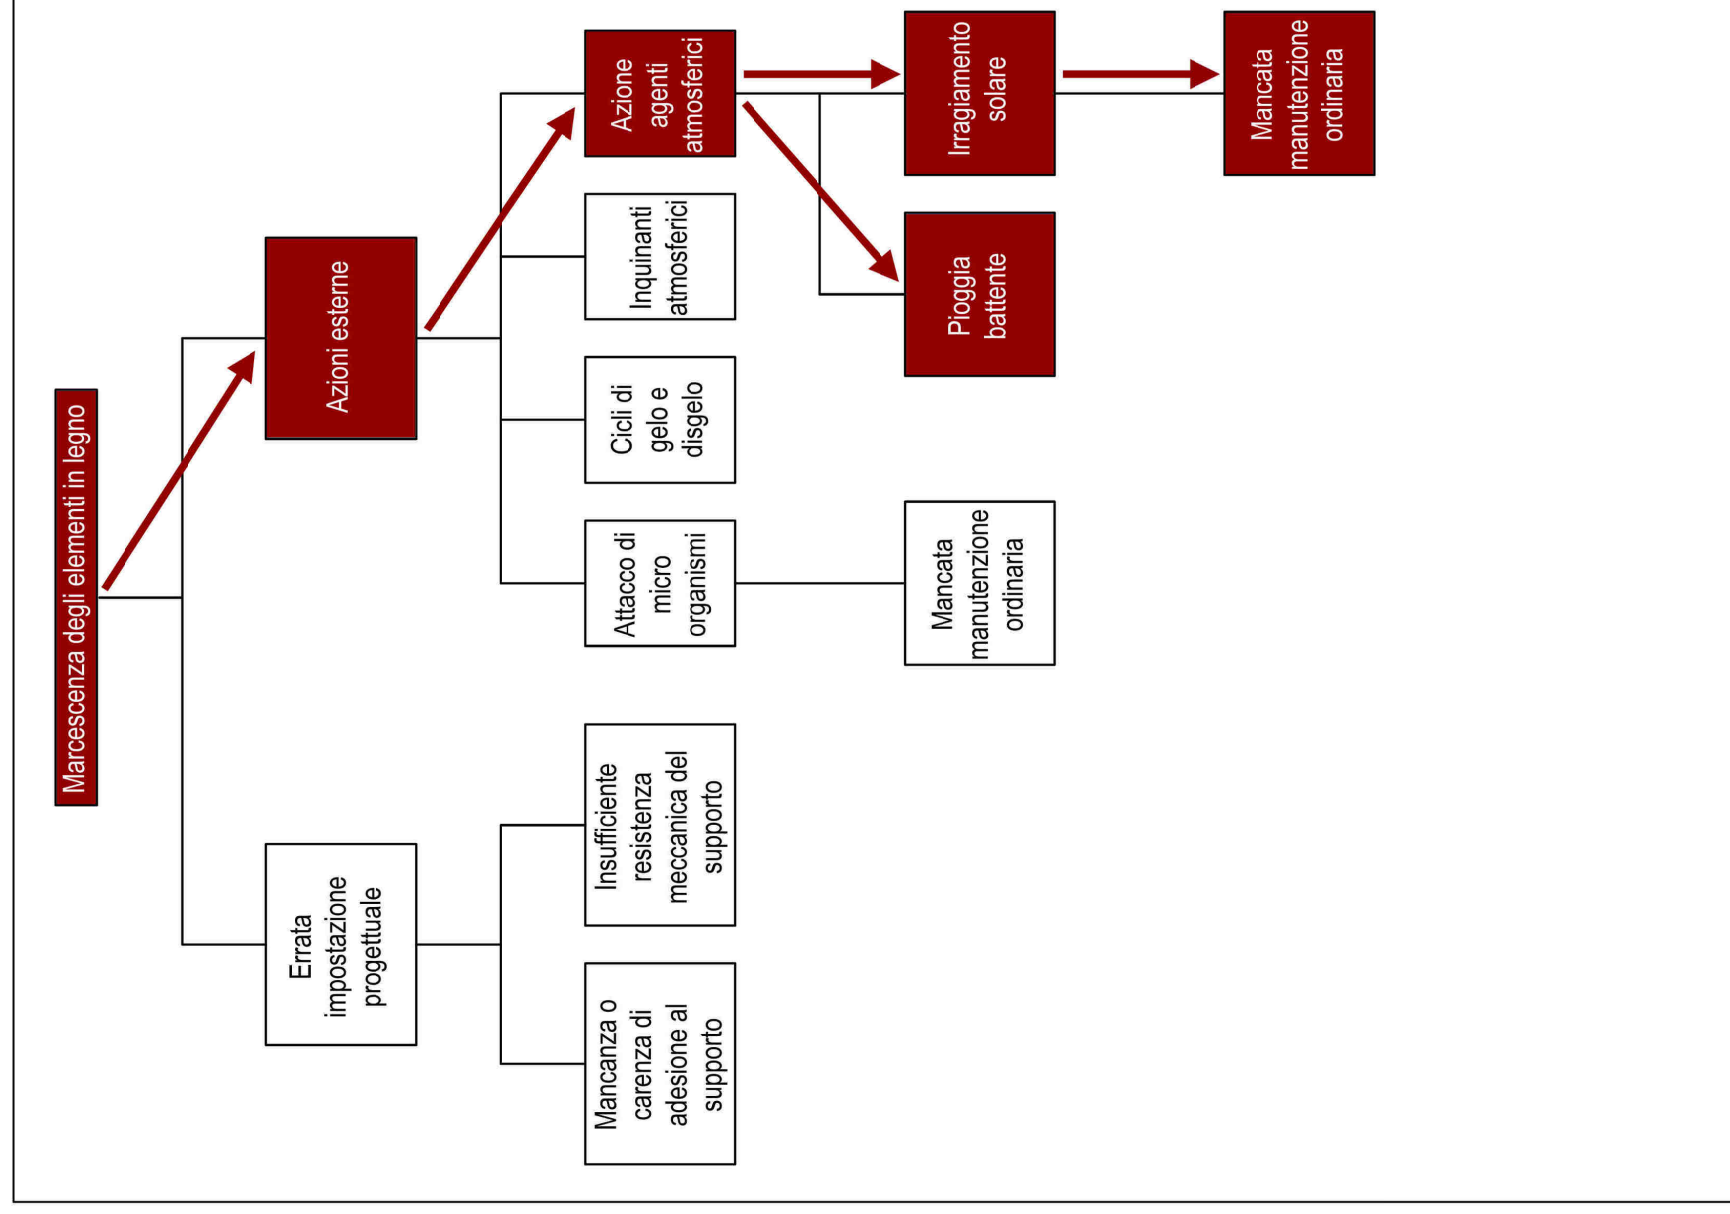 Marcescenza degli elementi in legno
Errata
impostazione
progettuale
Azioni esterne
Mancanza o
carenza di
adesione al
supporto
Insufficiente
resistenza
meccanica del
supporto
Attacco di
micro
organismi
Cicli di
gelo e
disgelo
Inquinanti
atmosferici
Azione
agenti
atmosferici
Mancata
manutenzione
ordinaria
Pioggia
battente
Irragiamento
solare
Mancata
manutenzione
ordinaria